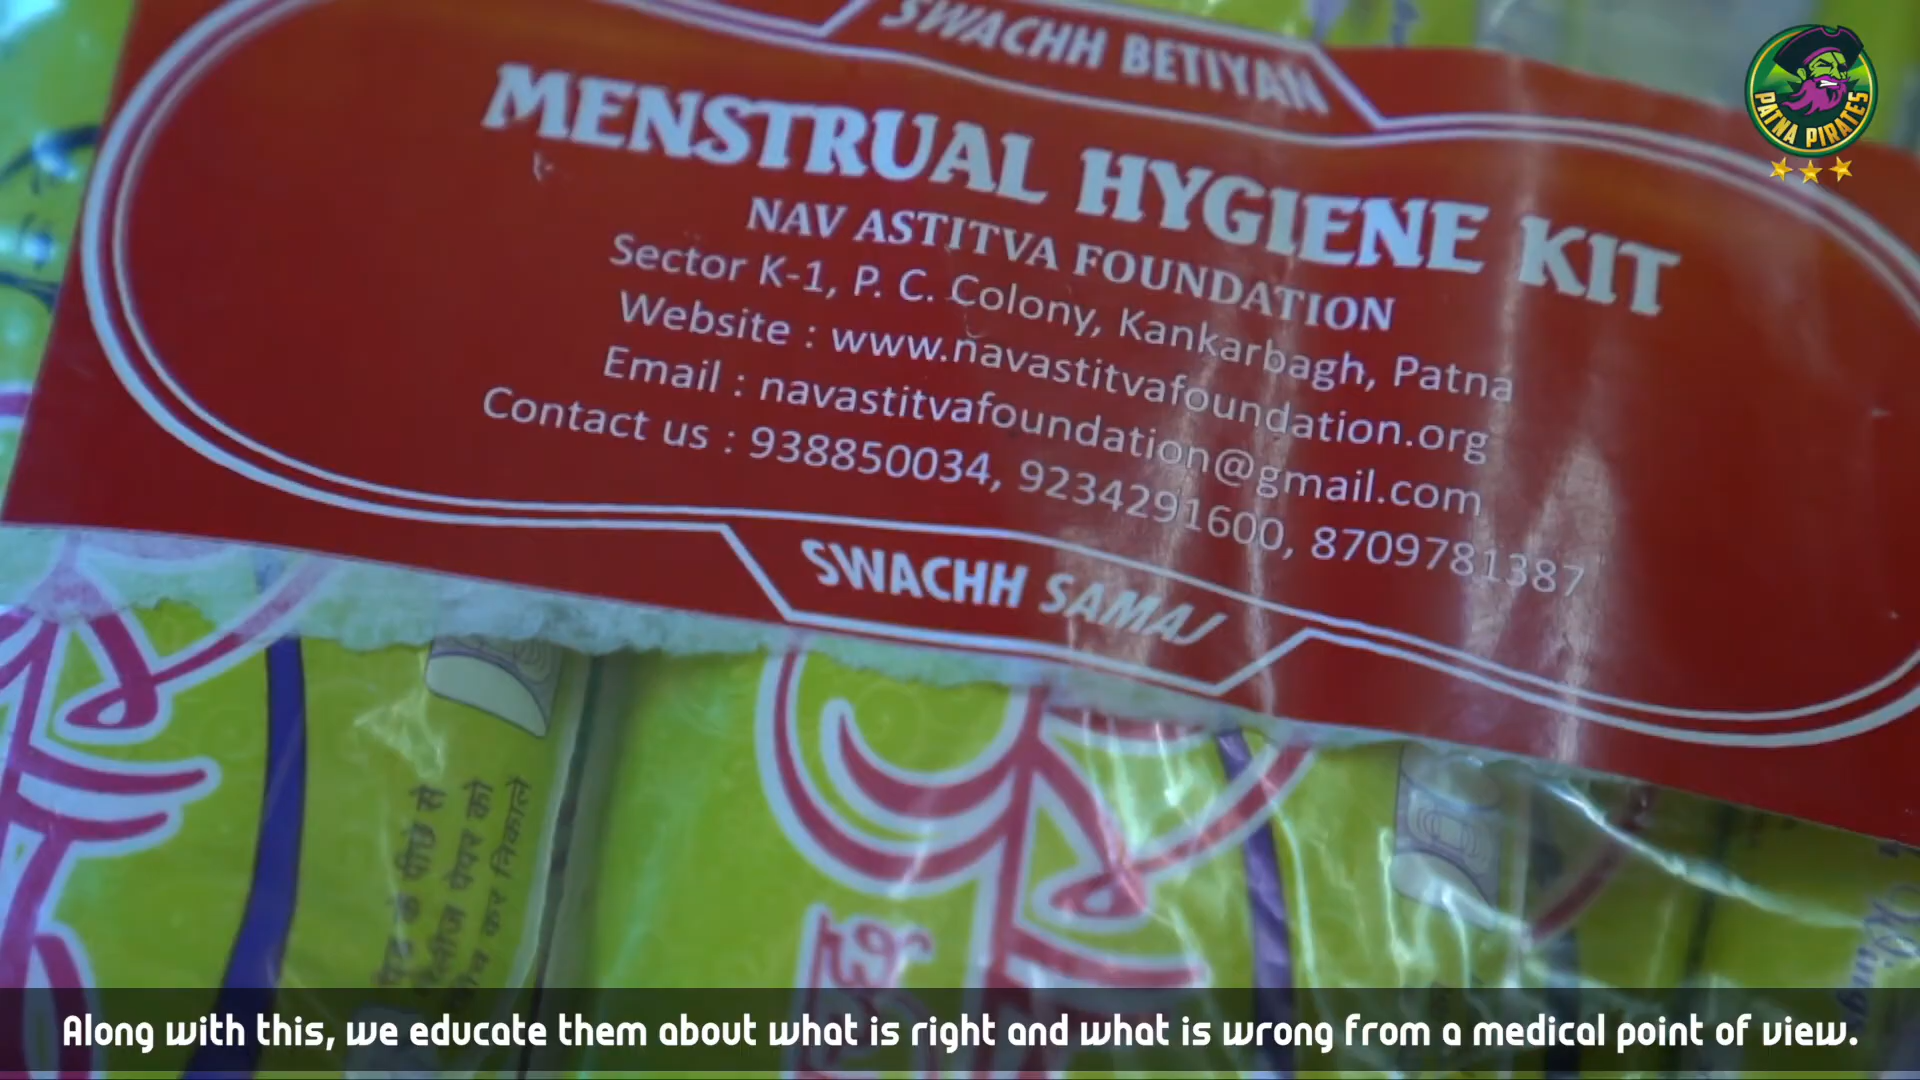 SWACHH BETIYAN
PATNA PIRATES
MENSTRUAL HYGIENE KIT
NAV ASTITVA FOUNDATION
Sector K-1, P. C. Colony, Kankarbagh, Patna
Website : www.navastitvafoundation.org
Email : navastitvafoundation@gmail.com
Contact us : 938850034, 9234291600, 8709781387
SWACHH SAMAJ
पैड के पीछे से
रिलीज पेपर को
खींच कर निकाले
Along with this, we educate them about what is right and what is wrong from a medical point of view.